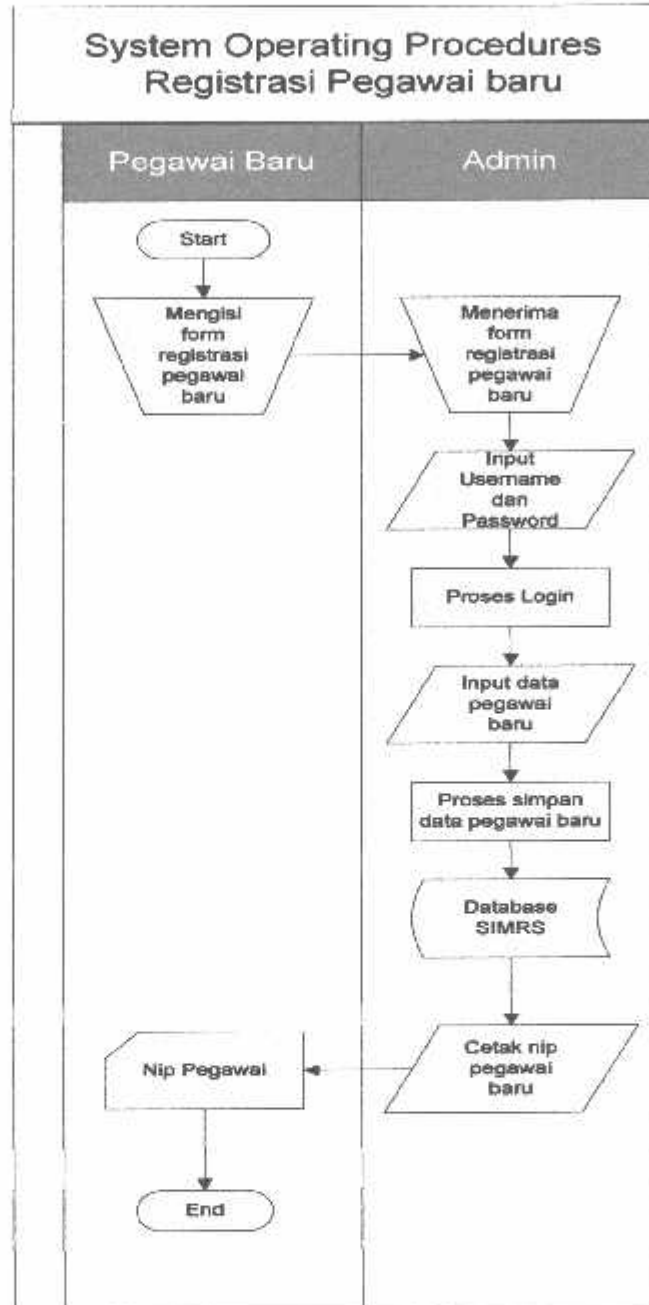 System Operating Procedures
Registrasi Pegawai baru
Pegawai Baru
Admin
Start
Mengisi
form
registrasi
pegawai
baru
Menerima
form
registrasi
pegawai
baru
Input
Username
dan
Password
Proses Login
Input data
pegawai
baru
Proses simpan
data pegawai baru
Database
SIMRS
Cetak nip
pegawai
baru
Nip Pegawai
End